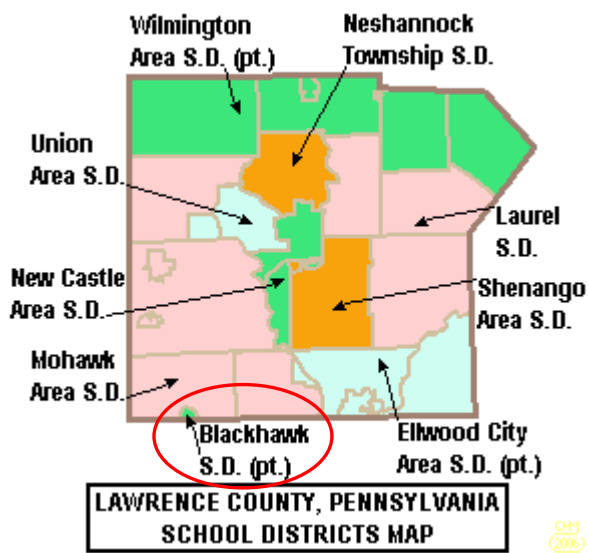 Wilmington
Area S.D. (pt.)
Neshannock
Township S.D.
Union
Area S.D.
Laurel
S.D.
New Castle
Area S.D.
Shenango
Area S.D.
Mohawk
Area S.D.
Blackhawk
S.D. (pt.)
Ellwood City
Area S.D. (pt.)
LAWRENCE COUNTY, PENNSYLVANIA
SCHOOL DISTRICTS MAP
2006